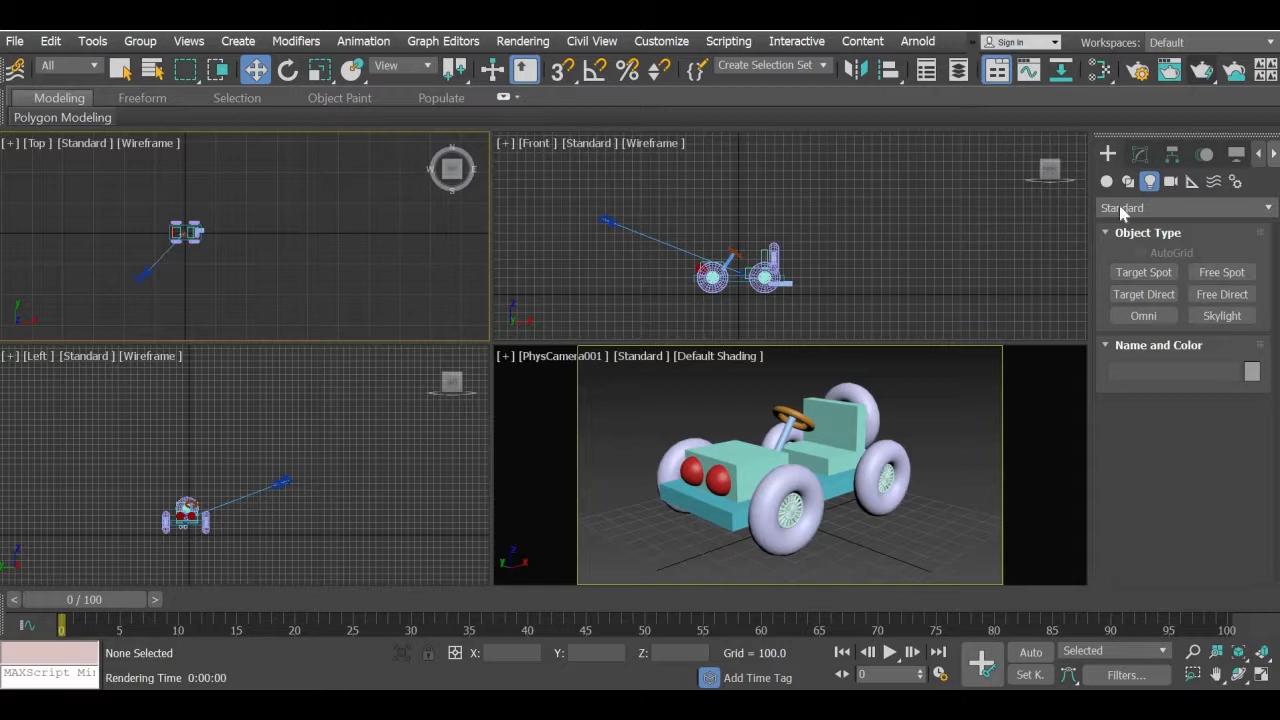 File Edit Tools Group Views Create Modifiers Animation Graph Editors Rendering Civil View Customize Scripting Interactive Content Arnold Sign In Workspaces: Default
All View Create Selection Set
Modeling Freeform Selection Object Paint Populate
Polygon Modeling
[+] [Top] [Standard] [Wireframe]
[+] [Front] [Standard] [Wireframe]
Standard
Object Type
AutoGrid
Target Spot Free Spot
Target Direct Free Direct
Omni Skylight
Name and Color
[+] [Left] [Standard] [Wireframe]
[+] [PhysCamera001] [Standard] [Default Shading]
< 0 / 100 >
0 5 10 15 20 25 30 35 40 45 50 55 60 65 70 75 80 85 90 95 100
None Selected X: Y: Z: Grid = 100.0 Auto Selected
MAXScript Mi
Rendering Time 0:00:00 Add Time Tag 0 Set K. Filters...